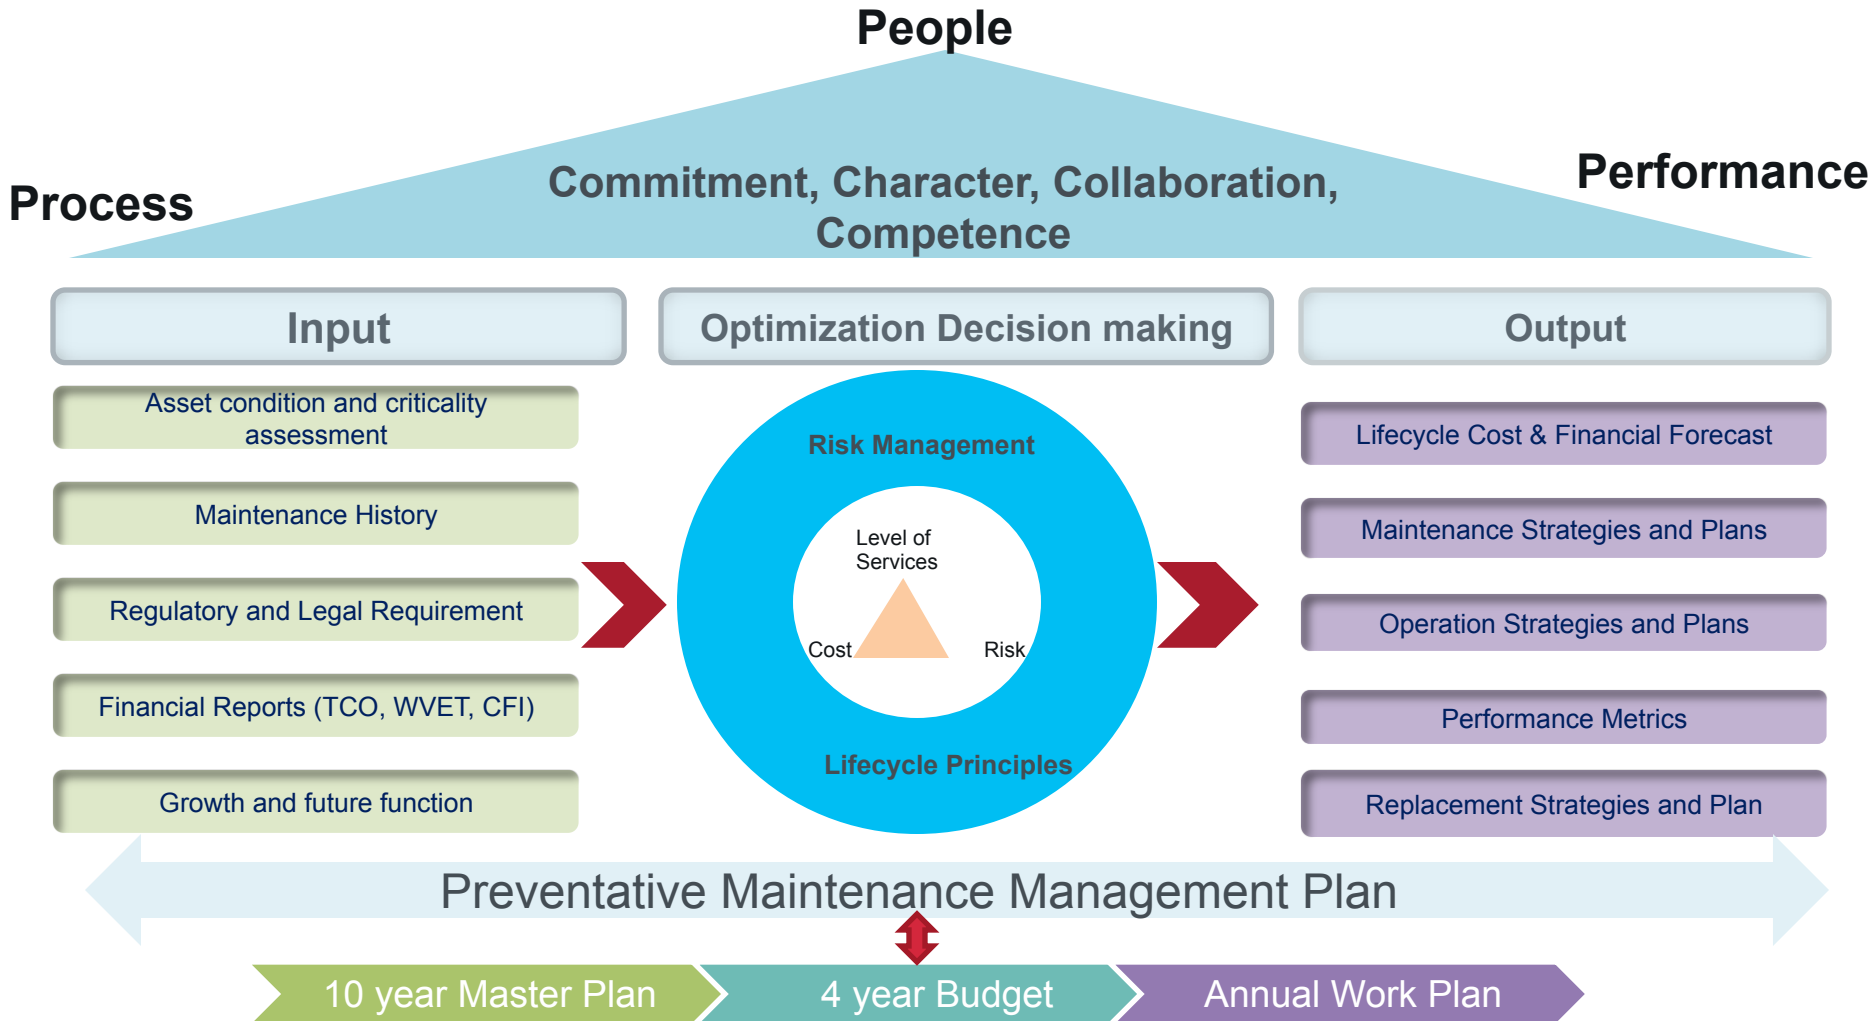 People
Process
Performance
Commitment, Character, Collaboration,
Competence
Input
Optimization Decision making
Output
Asset condition and criticality
assessment
Maintenance History
Regulatory and Legal Requirement
Financial Reports (TCO, WVET, CFI)
Growth and future function
Risk Management
Level of
Services
Cost
Risk
Lifecycle Principles
Lifecycle Cost & Financial Forecast
Maintenance Strategies and Plans
Operation Strategies and Plans
Performance Metrics
Replacement Strategies and Plan
Preventative Maintenance Management Plan
10 year Master Plan
4 year Budget
Annual Work Plan